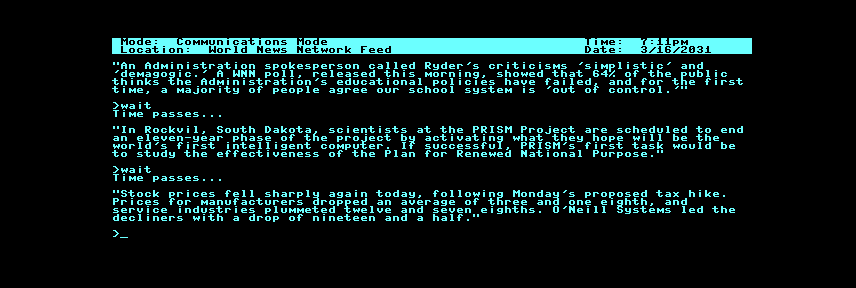 Mode: Communications Mode Time: 7:11pm
Location: World News Network Feed Date: 3/16/2031
"An Administration spokesperson called Ryder's criticisms 'simplistic' and
'demagogic.' A WNN poll, released this morning, showed that 64% of the public
thinks the Administration's educational policies have failed, and for the first
time, a majority of people agree our school system is 'out of control.'"
>wait
Time passes...
"In Rockvil, South Dakota, scientists at the PRISM Project are scheduled to end
an eleven-year phase of the project by activating what they hope will be the
world's first intelligent computer. If successful, PRISM's first task would be
to study the effectiveness of the Plan for Renewed National Purpose."
>wait
Time passes...
"Stock prices fell sharply again today, following Monday's proposed tax hike.
Prices for manufacturers dropped an average of three and one eighth, and
service industries plummeted twelve and seven eighths. O'Neill Systems led the
decliners with a drop of nineteen and a half."
>_